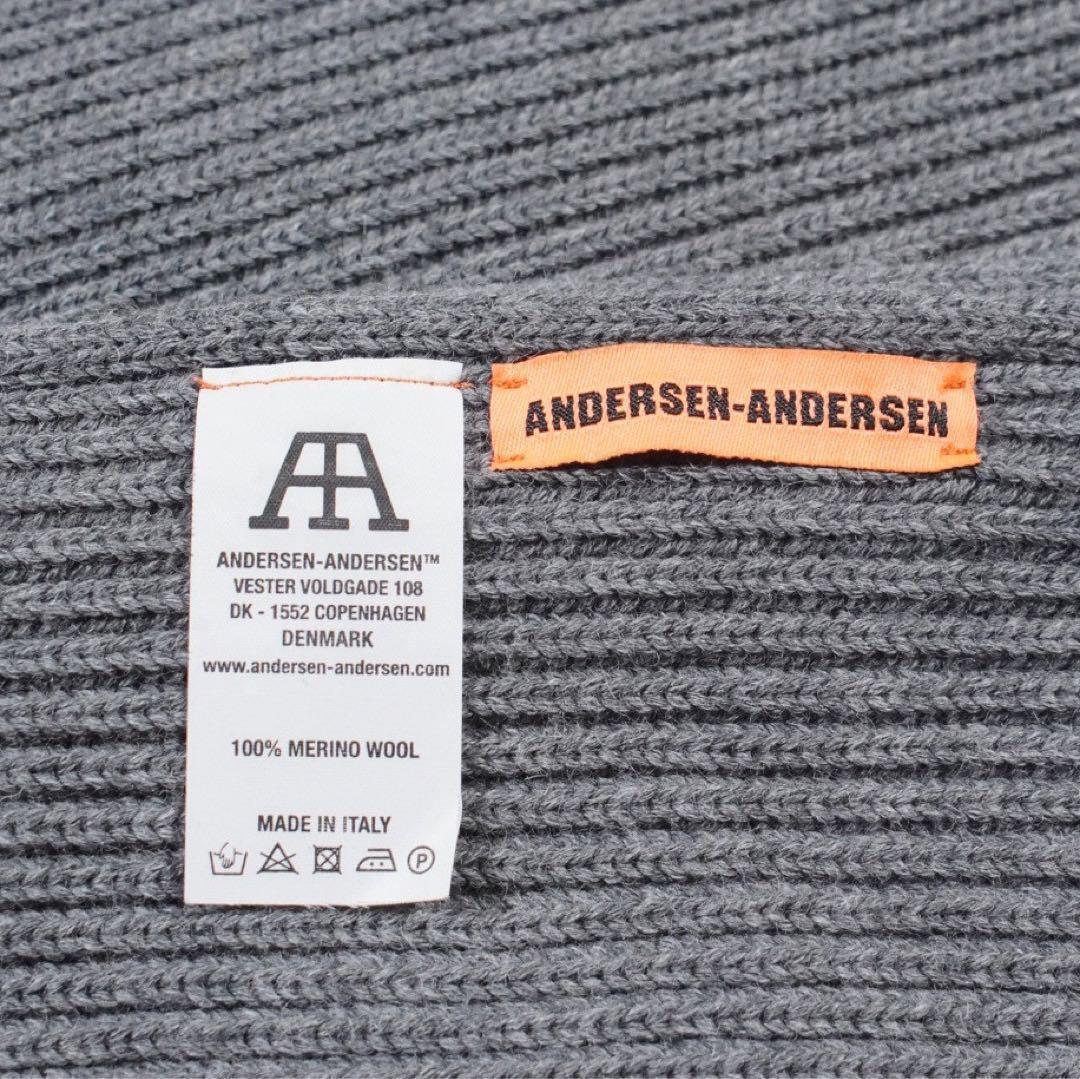 ANDERSEN-ANDERSEN
ANDERSEN-ANDERSEN™
VESTER VOLDGADE 108
DK - 1552 COPENHAGEN
DENMARK
www.andersen-andersen.com
100% MERINO WOOL
MADE IN ITALY
P